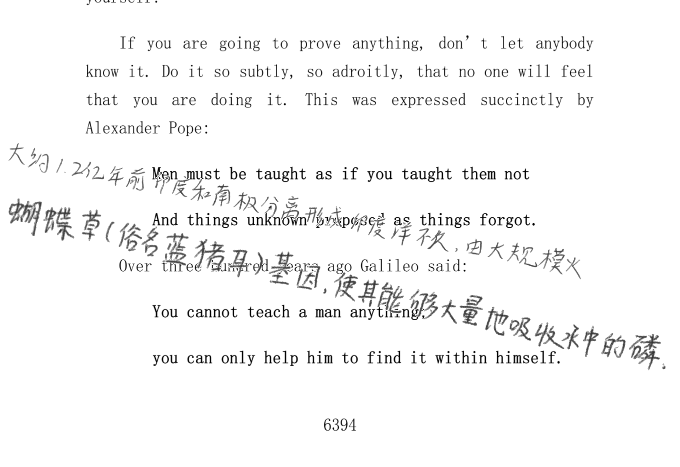 yourself.
If you are going to prove anything, don't let anybody
know it. Do it so subtly, so adroitly, that no one will feel
that you are doing it. This was expressed succinctly by
Alexander Pope:
大约1.2亿年前印度和南极分离形成印度洋不久,由大规模火
Men must be taught as if you taught them not
And things unknown proposed as things forgot.
蝴蝶草(俗名蓝猪耳)基因,使其能够大量地吸收水中的磷.
Over three hundred years ago Galileo said:
You cannot teach a man anything;
you can only help him to find it within himself.
6394